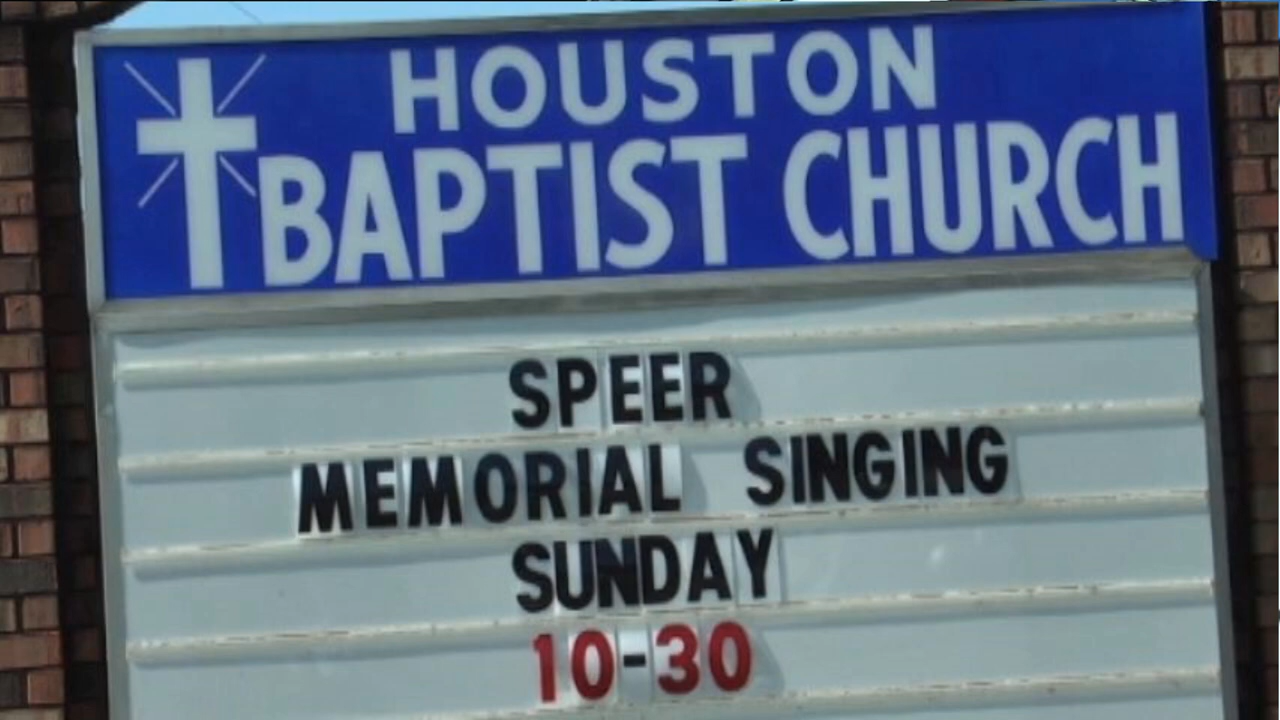 HOUSTON
BAPTIST CHURCH
SPEER
MEMORIAL SINGING
SUNDAY
10-30